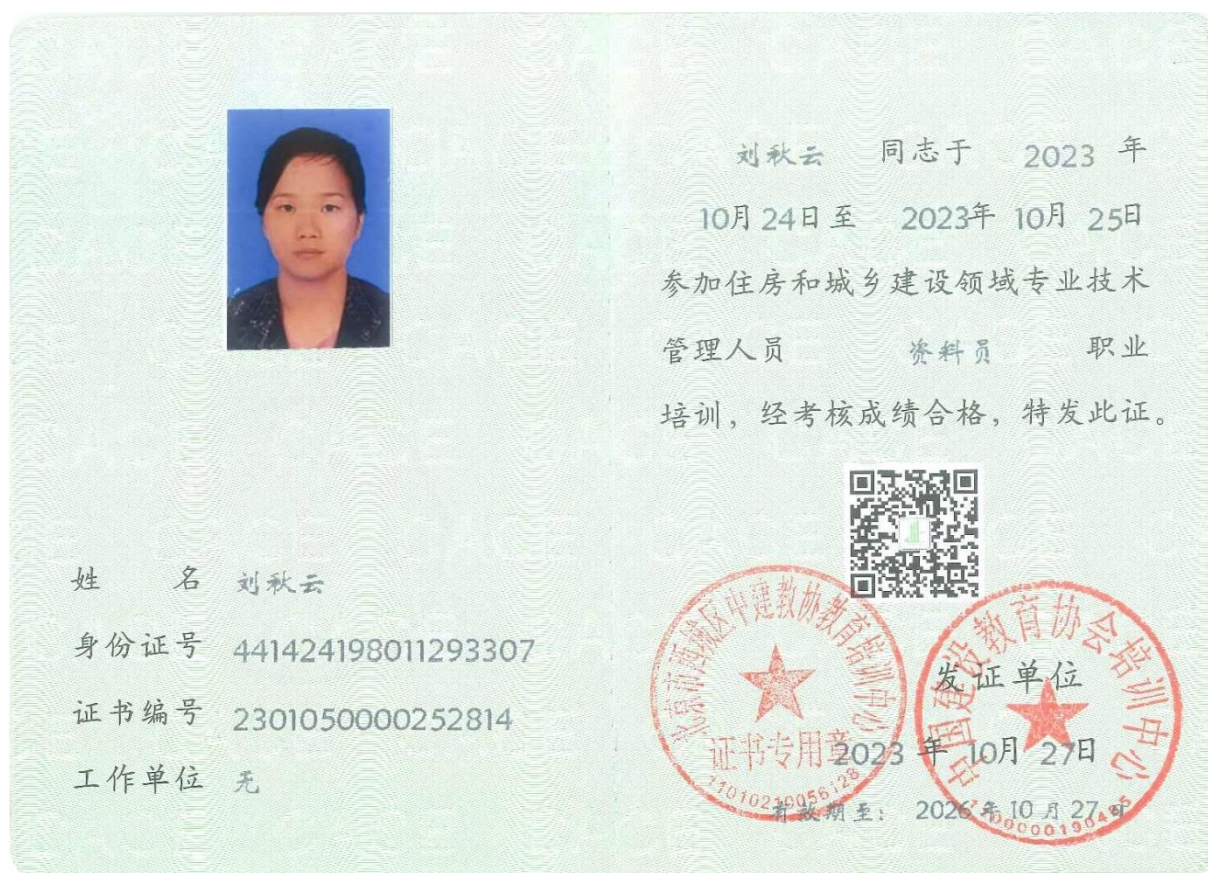 刘秋云 同志于 2023 年
10月 24日 至 2023年 10月 25日
参加住房和城乡建设领域专业技术
管理人员 资料员 职业
培训，经考核成绩合格，特发此证。
姓 名 刘秋云
身份证号 441424198011293307
证书编号 2301050000252814
工作单位 无
北京市西城区中建教协教育培训中心
证书专用章
11010210056128
中国建设教育协会培训中心
发证单位
2023 年 10月 27日
有效期至： 2026 年 10 月 27 日